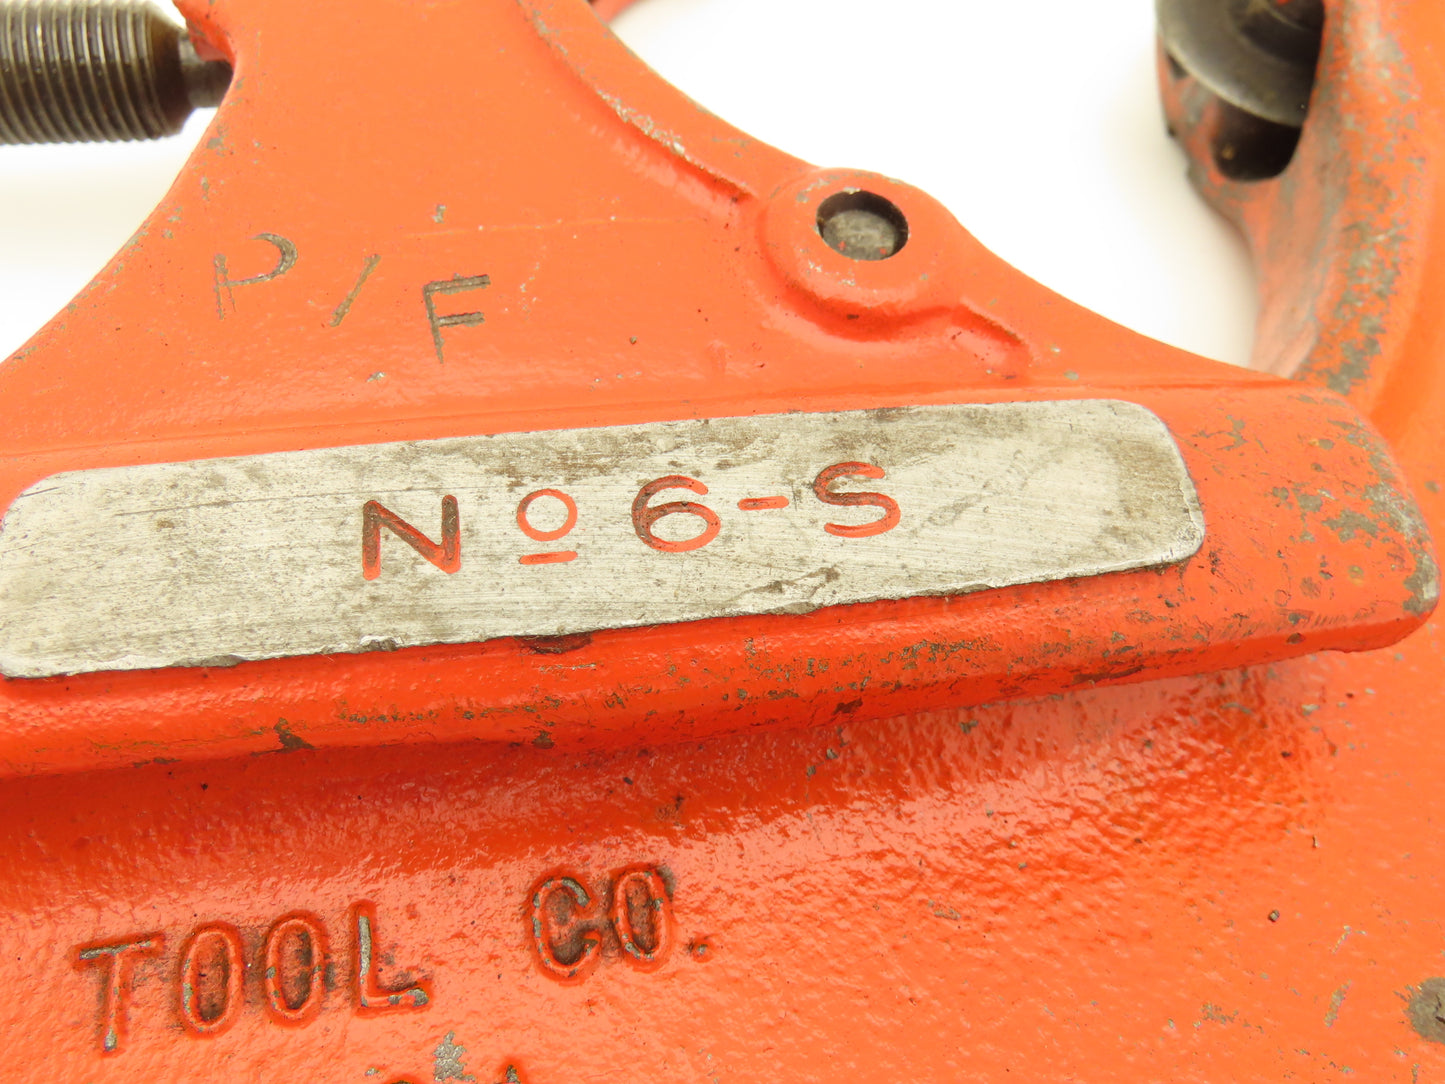 P/F
Nº 6-S
TOOL CO.